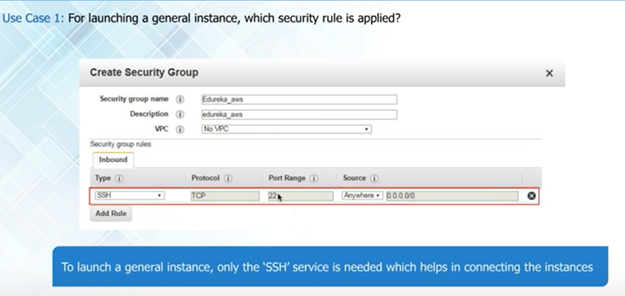 Use Case 1: For launching a general instance, which security rule is applied?
Create Security Group
Security group name Edureka_aws
Description edureka_aws
VPC No VPC
Security group rules:
Inbound
Type Protocol Port Range Source
SSH TCP 22 Anywhere 0.0.0.0/0
Add Rule
To launch a general instance, only the ‘SSH’ service is needed which helps in connecting the instances